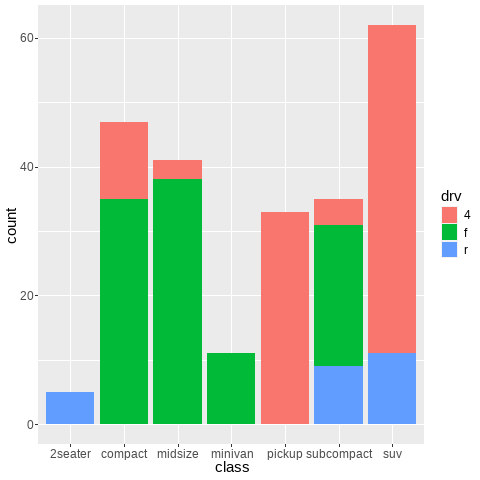 60
40
20
0
count
2seater compact midsize minivan pickup subcompact suv
class
drv
4
f
r